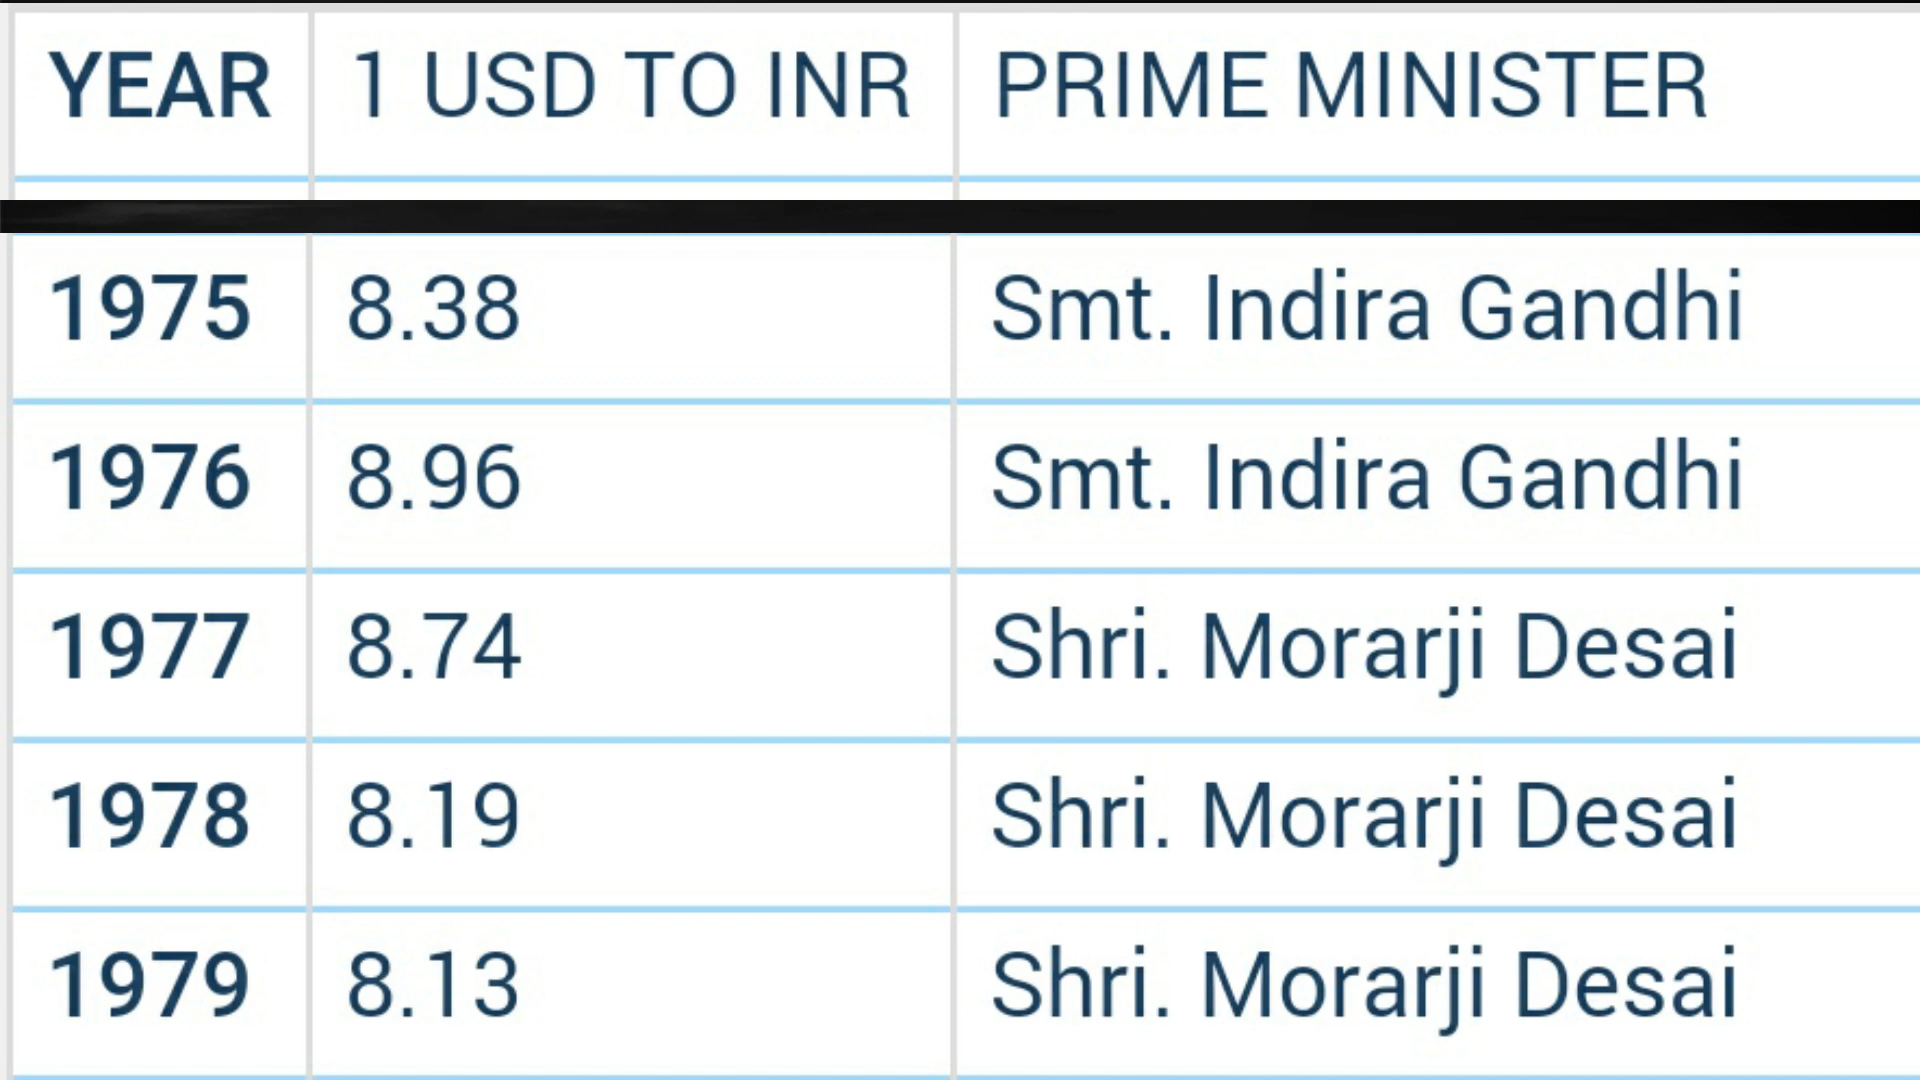 YEAR 1 USD TO INR PRIME MINISTER
1975 8.38 Smt. Indira Gandhi
1976 8.96 Smt. Indira Gandhi
1977 8.74 Shri. Morarji Desai
1978 8.19 Shri. Morarji Desai
1979 8.13 Shri. Morarji Desai